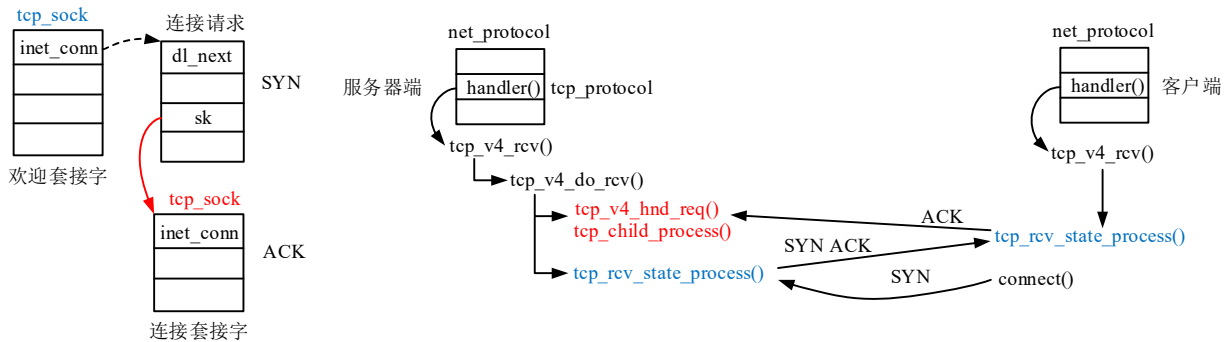 tcp_sock
inet_conn
欢迎套接字
连接请求
dl_next
sk
SYN
tcp_sock
inet_conn
ACK
连接套接字
net_protocol
服务器端
handler()
tcp_protocol
tcp_v4_rcv()
tcp_v4_do_rcv()
tcp_v4_hnd_req()
tcp_child_process()
tcp_rcv_state_process()
ACK
SYN ACK
SYN
net_protocol
handler()
客户端
tcp_v4_rcv()
tcp_rcv_state_process()
connect()